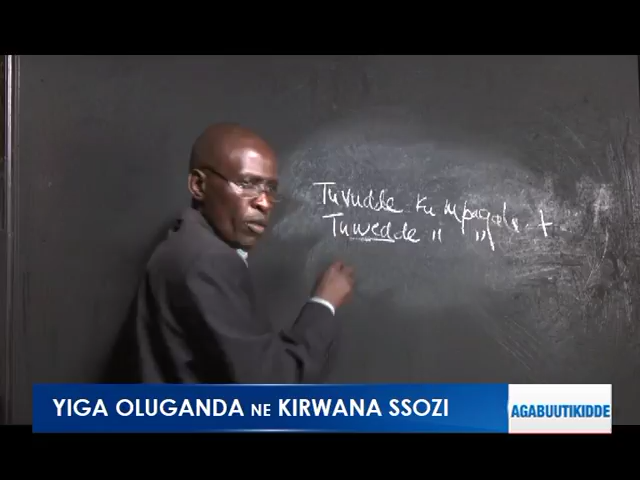 Tuvudde ku mpagala +
Tuwedde " "
YIGA OLUGANDA NE KIRWANA SSOZI
AGABUUTIKIDDE